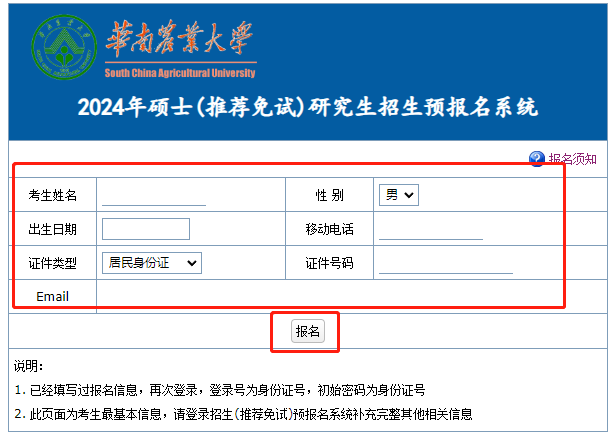 華南農業大學
South China Agricultural University
2024年硕士(推荐免试)研究生招生预报名系统
? 报名须知
考生姓名 性 别 男
出生日期 移动电话
证件类型 居民身份证 证件号码
Email
报名
说明：
1. 已经填写过报名信息，再次登录，登录号为身份证号，初始密码为身份证号
2. 此页面为考生最基本信息，请登录招生(推荐免试)预报名系统补充完整其他相关信息